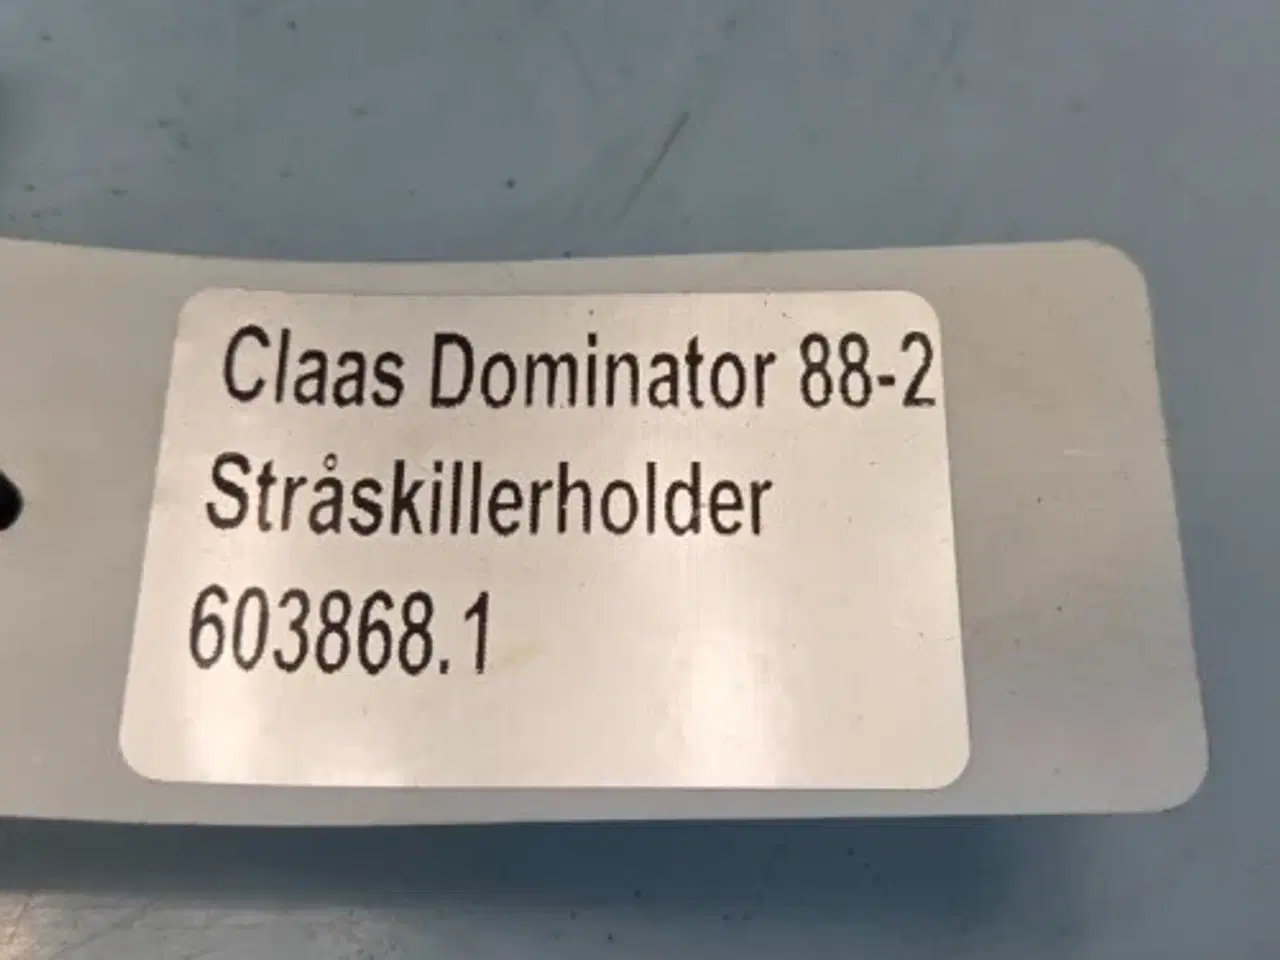 Claas Dominator 88-2
Stråskillerholder
603868.1